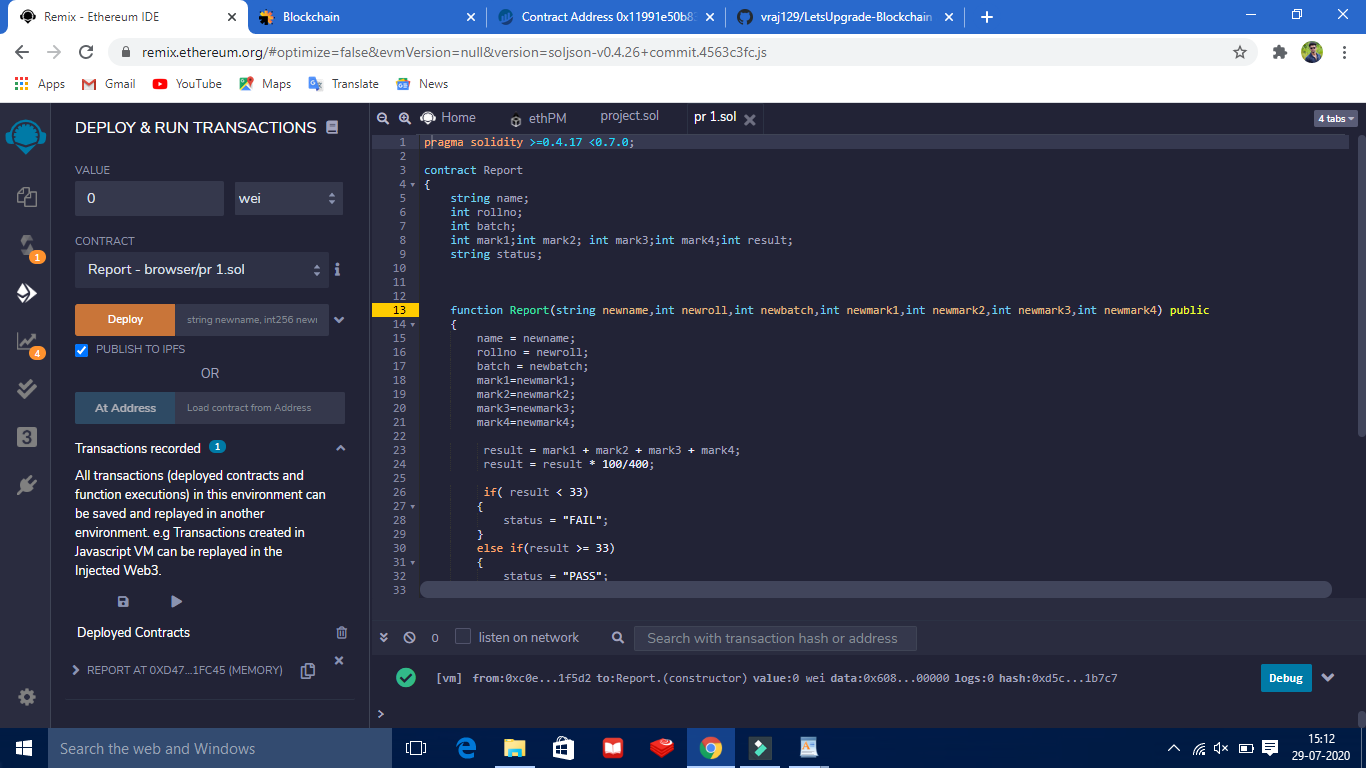 Remix - Ethereum IDE
Blockchain
Contract Address 0x11991e50b8
vraj129/LetsUpgrade-Blockchain
remix.ethereum.org/#optimize=false&evmVersion=null&version=soljson-v0.4.26+commit.4563c3fc.js
Apps
Gmail
YouTube
Maps
Translate
News
DEPLOY & RUN TRANSACTIONS
VALUE
0
wei
CONTRACT
Report - browser/pr 1.sol
Deploy
string newname, int256 newr
PUBLISH TO IPFS
OR
At Address
Load contract from Address
Transactions recorded 1
All transactions (deployed contracts and
function executions) in this environment can
be saved and replayed in another
environment. e.g Transactions created in
Javascript VM can be replayed in the
Injected Web3.
Deployed Contracts
REPORT AT 0XD47...1FC45 (MEMORY)
1
4
3
Home
ethPM
project.sol
pr 1.sol
4 tabs
1 pragma solidity >=0.4.17 <0.7.0;
2
3 contract Report
4 {
5 string name;
6 int rollno;
7 int batch;
8 int mark1;int mark2; int mark3;int mark4;int result;
9 string status;
10
11
12
13 function Report(string newname,int newroll,int newbatch,int newmark1,int newmark2,int newmark3,int newmark4) public
14 {
15 name = newname;
16 rollno = newroll;
17 batch = newbatch;
18 mark1=newmark1;
19 mark2=newmark2;
20 mark3=newmark3;
21 mark4=newmark4;
22
23 result = mark1 + mark2 + mark3 + mark4;
24 result = result * 100/400;
25
26 if( result < 33)
27 {
28 status = "FAIL";
29 }
30 else if(result >= 33)
31 {
32 status = "PASS";
33
0
listen on network
Search with transaction hash or address
[vm] from:0xc0e...1f5d2 to:Report.(constructor) value:0 wei data:0x608...00000 logs:0 hash:0xd5c...1b7c7
Debug
>
Search the web and Windows
15:12
29-07-2020